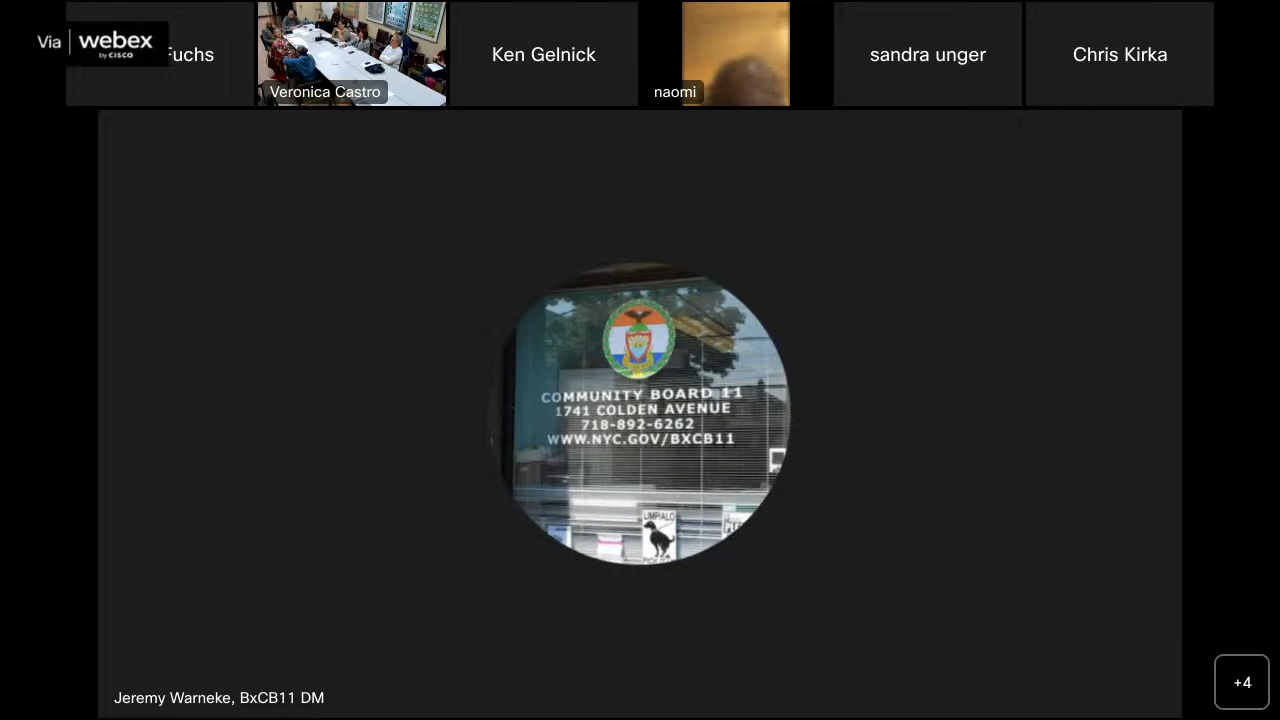 Via webex
by CISCO
Fuchs
Veronica Castro
Ken Gelnick
naomi
sandra unger
Chris Kirka
COMMUNITY BOARD 11
1741 COLDEN AVENUE
718-892-6262
WWW.NYC.GOV/BXCB11
LIMPIALO
Jeremy Warneke, BxCB11 DM
+4